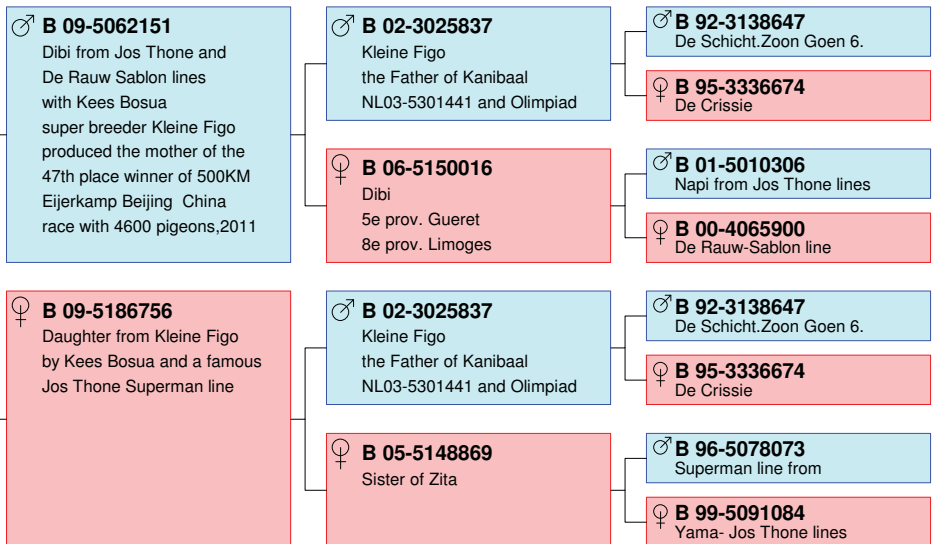 B 09-5062151
Dibi from Jos Thone and
De Rauw Sablon lines
with Kees Bosua
super breeder Kleine Figo
produced the mother of the
47th place winner of 500KM
Eijerkamp Beijing China
race with 4600 pigeons,2011
B 02-3025837
Kleine Figo
the Father of Kanibaal
NL03-5301441 and Olimpiad
B 92-3138647
De Schicht.Zoon Goen 6.
B 95-3336674
De Crissie
B 06-5150016
Dibi
5e prov. Gueret
8e prov. Limoges
B 01-5010306
Napi from Jos Thone lines
B 00-4065900
De Rauw-Sablon line
B 09-5186756
Daughter from Kleine Figo
by Kees Bosua and a famous
Jos Thone Superman line
B 02-3025837
Kleine Figo
the Father of Kanibaal
NL03-5301441 and Olimpiad
B 92-3138647
De Schicht.Zoon Goen 6.
B 95-3336674
De Crissie
B 05-5148869
Sister of Zita
B 96-5078073
Superman line from
B 99-5091084
Yama- Jos Thone lines